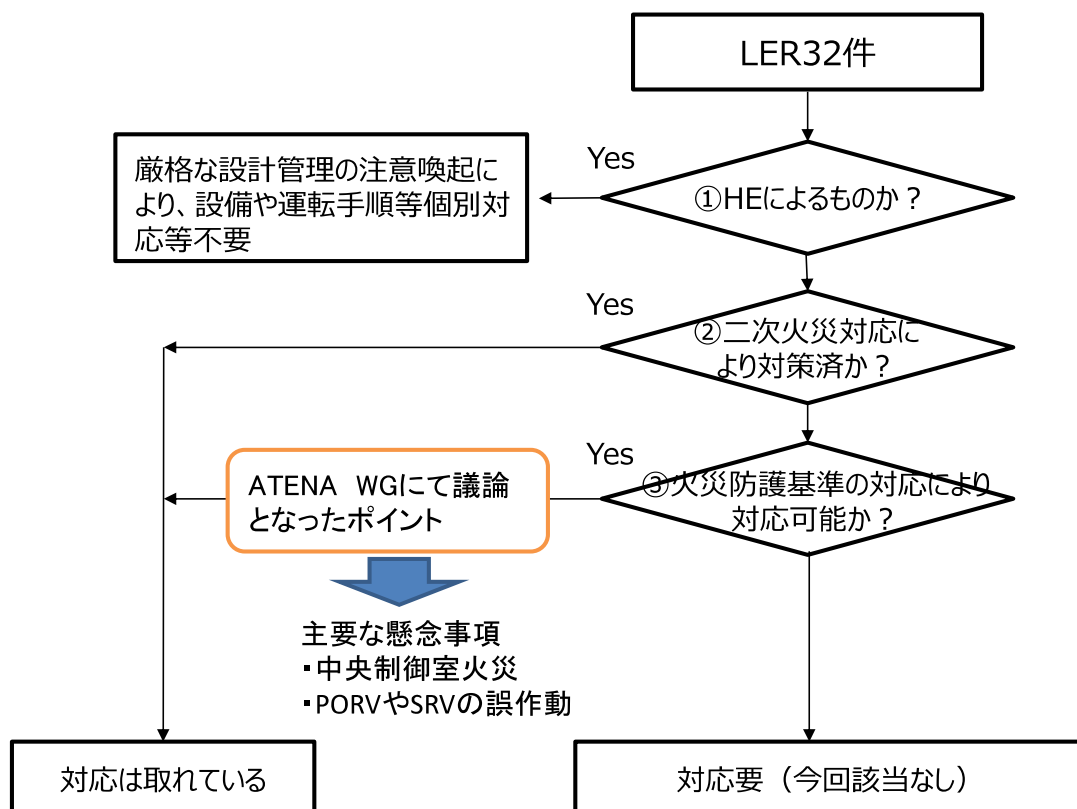 LER32件
Yes
①HEによるものか？
厳格な設計管理の注意喚起に
より、設備や運転手順等個別対
応等不要
Yes
②二次火災対応に
より対策済か？
Yes
③火災防護基準の対応により
対応可能か？
ATENA　WGにて議論
となったポイント
主要な懸念事項
・中央制御室火災
・PORVやSRVの誤作動
対応は取れている
対応要（今回該当なし）